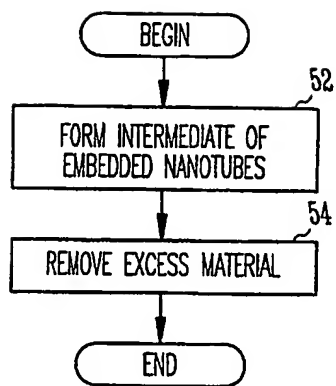 BEGIN
52
FORM INTERMEDIATE OF
EMBEDDED NANOTUBES
54
REMOVE EXCESS MATERIAL
END